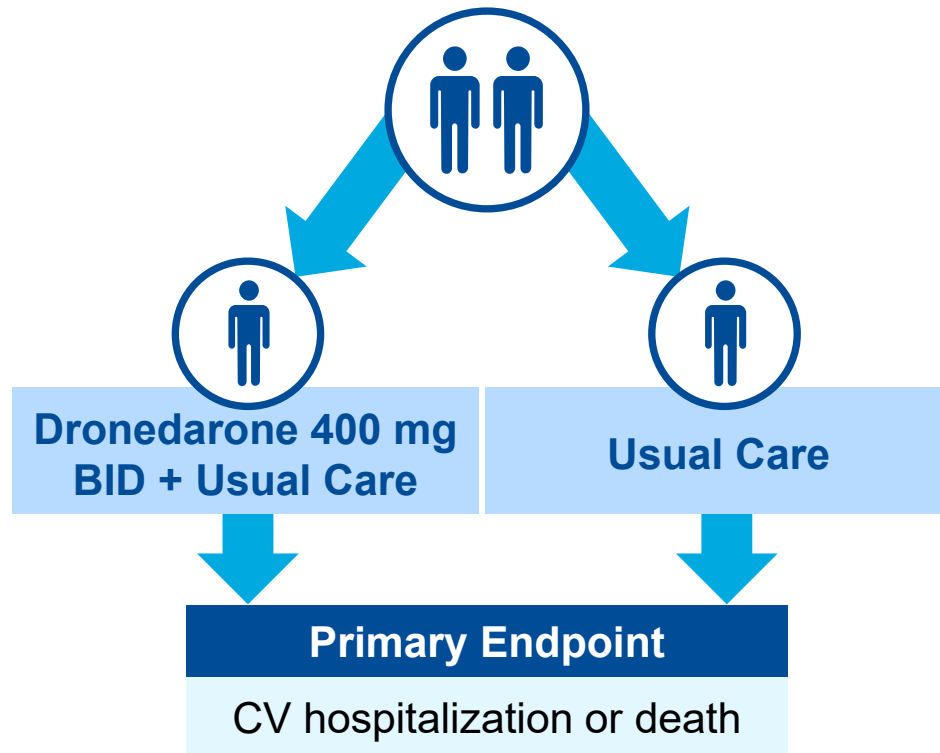 Dronedarone 400 mg
BID + Usual Care
Usual Care
Primary Endpoint
CV hospitalization or death